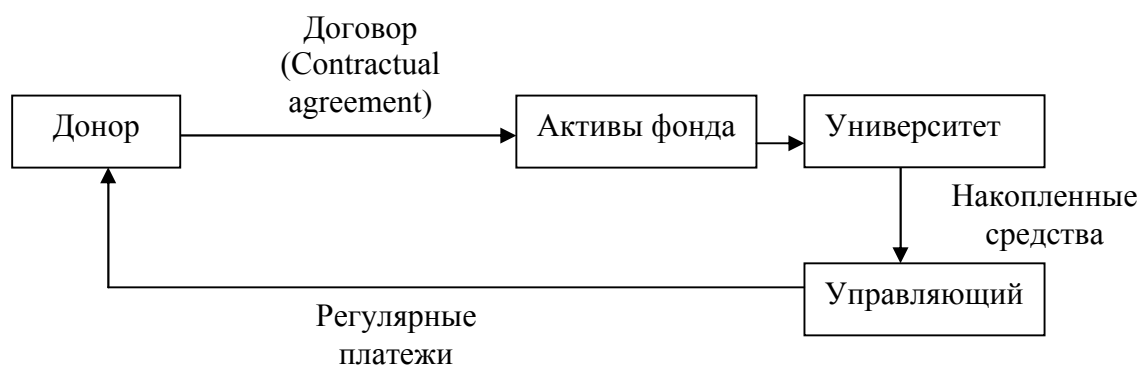 Договор
(Contractual
agreement)
Донор
Активы фонда
Университет
Накопленные
средства
Управляющий
Регулярные
платежи